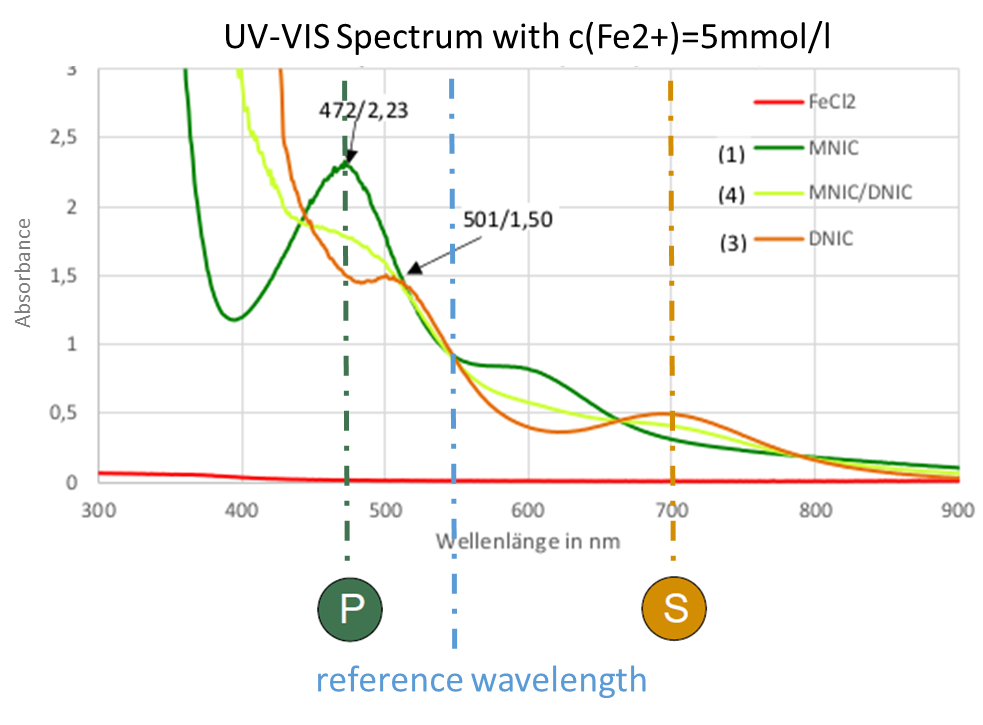 UV-VIS Spectrum with c(Fe2+)=5mmol/l
3
2,5
2
1,5
1
0,5
0
Absorbance
472/2,23
501/1,50
FeCl2
(1) MNIC
(4) MNIC/DNIC
(3) DNIC
300 400 500 600 700 800 900
Wellenlänge in nm
P S
reference wavelength